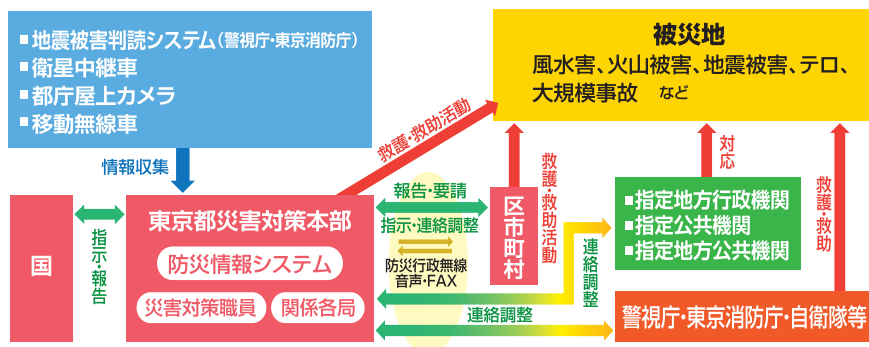 ▪地震被害判読システム（警視庁・東京消防庁）
▪衛星中継車
▪都庁屋上カメラ
▪移動無線車
被災地
風水害、火山被害、地震被害、テロ、
大規模事故 など
情報収集
救護・救助活動
国
指示・報告
東京都災害対策本部
防災情報システム
災害対策職員
関係各局
報告・要請
指示・連絡調整
防災行政無線
音声・FAX
区市町村
救護・救助活動
連絡調整
連絡調整
対応
▪指定地方行政機関
▪指定公共機関
▪指定地方公共機関
救護・救助
警視庁・東京消防庁・自衛隊等